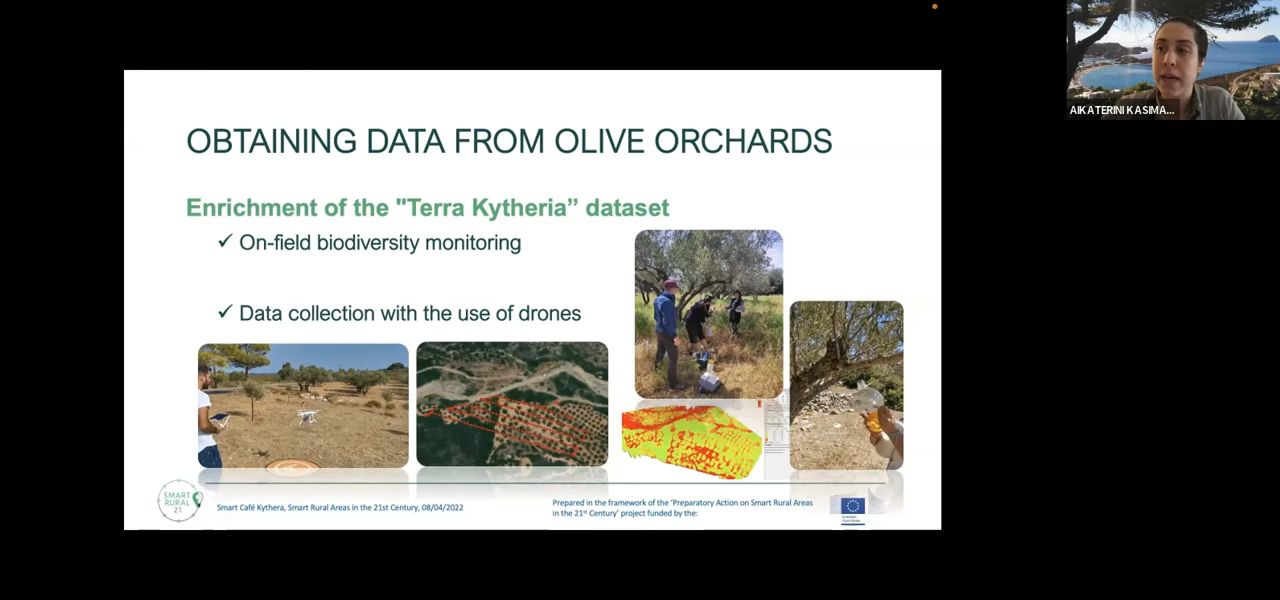 AIKATERINI KASIMA...
OBTAINING DATA FROM OLIVE ORCHARDS
Enrichment of the "Terra Kytheria” dataset
✓ On-field biodiversity monitoring
✓ Data collection with the use of drones
SMART
RURAL
21
Smart Café Kythera, Smart Rural Areas in the 21st Century, 08/04/2022
Prepared in the framework of the ‘Preparatory Action on Smart Rural Areas
in the 21st Century’ project funded by the:
European
Commission